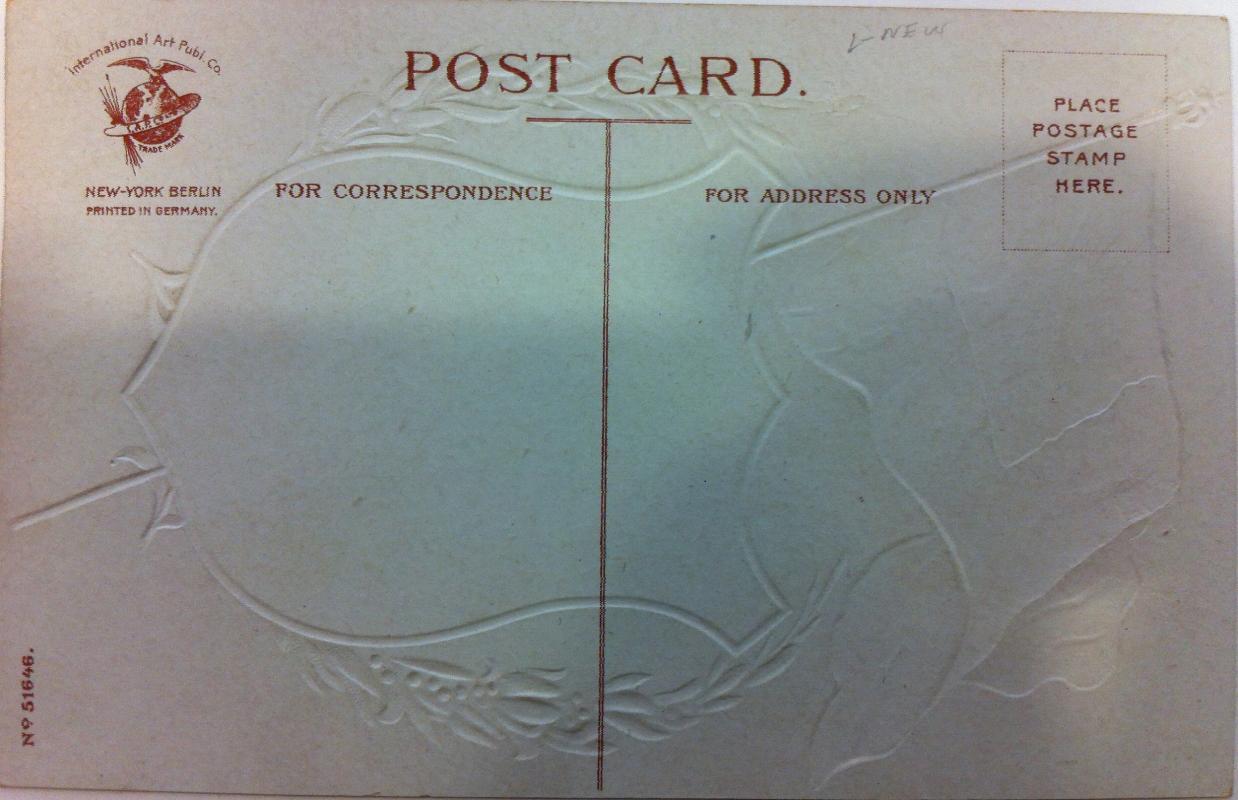 International Art Publ. Co.
I.A.P.Co.
TRADE MARK
NEW-YORK BERLIN
PRINTED IN GERMANY.
POST CARD.
NEW
FOR CORRESPONDENCE
FOR ADDRESS ONLY
PLACE
POSTAGE
STAMP
HERE.
Nº 51646.